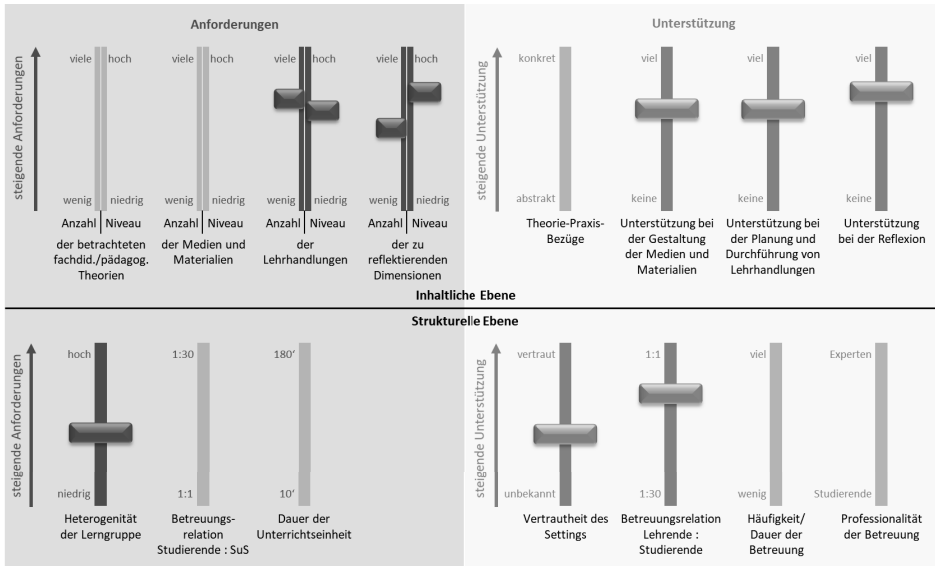 Anforderungen
steigende Anforderungen
viele hoch
wenig niedrig
Anzahl Niveau
der betrachteten
fachdid./pädagog.
Theorien
viele hoch
wenig niedrig
Anzahl Niveau
der Medien und
Materialien
viele hoch
wenig niedrig
Anzahl Niveau
der
Lehrhandlungen
viele hoch
wenig niedrig
Anzahl Niveau
der zu
reflektierenden
Dimensionen
Unterstützung
steigende Unterstützung
konkret
abstrakt
Theorie-Praxis-
Bezüge
viel
keine
Unterstützung bei
der Gestaltung
der Medien und
Materialien
viel
keine
Unterstützung bei
der Planung und
Durchführung von
Lehrhandlungen
viel
keine
Unterstützung
bei der Reflexion
Inhaltliche Ebene
Strukturelle Ebene
steigende Anforderungen
hoch
niedrig
Heterogenität
der Lerngruppe
1:30
1:1
Betreuungs-
relation
Studierende : SuS
180‘
10‘
Dauer der
Unterrichtseinheit
steigende Unterstützung
vertraut
unbekannt
Vertrautheit des
Settings
1:1
1:30
Betreuungsrelation
Lehrende :
Studierende
viel
wenig
Häufigkeit/
Dauer der
Betreuung
Experten
Studierende
Professionalität
der Betreuung